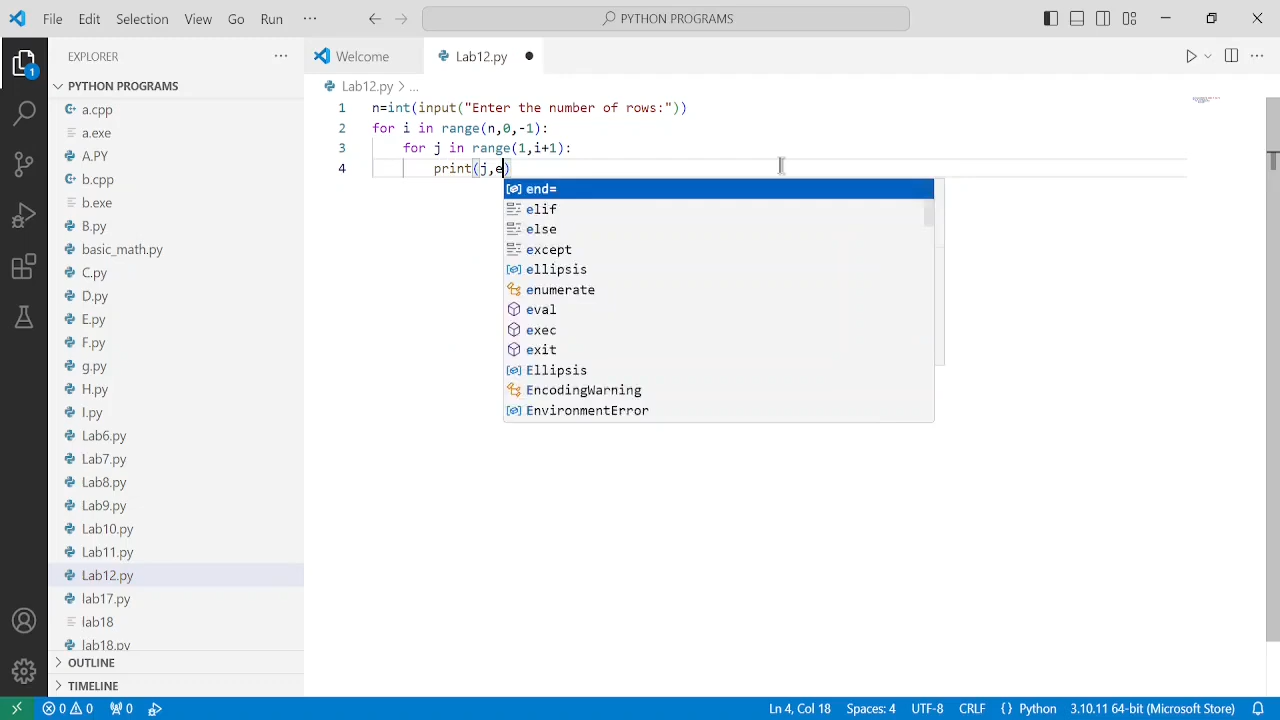 File Edit Selection View Go Run ··· PYTHON PROGRAMS
EXPLORER ···
PYTHON PROGRAMS
a.cpp
a.exe
A.PY
b.cpp
b.exe
B.py
basic_math.py
C.py
D.py
E.py
F.py
g.py
H.py
I.py
Lab6.py
Lab7.py
Lab8.py
Lab9.py
Lab10.py
Lab11.py
Lab12.py
lab17.py
lab18
lab18.py
OUTLINE
TIMELINE
1
Welcome Lab12.py
Lab12.py > ...
1 n=int(input("Enter the number of rows:"))
2 for i in range(n,0,-1):
3 for j in range(1,i+1):
4 print(j,e)
end=
elif
else
except
ellipsis
enumerate
eval
exec
exit
Ellipsis
EncodingWarning
EnvironmentError
0 0 0 Ln 4, Col 18 Spaces: 4 UTF-8 CRLF {} Python 3.10.11 64-bit (Microsoft Store)